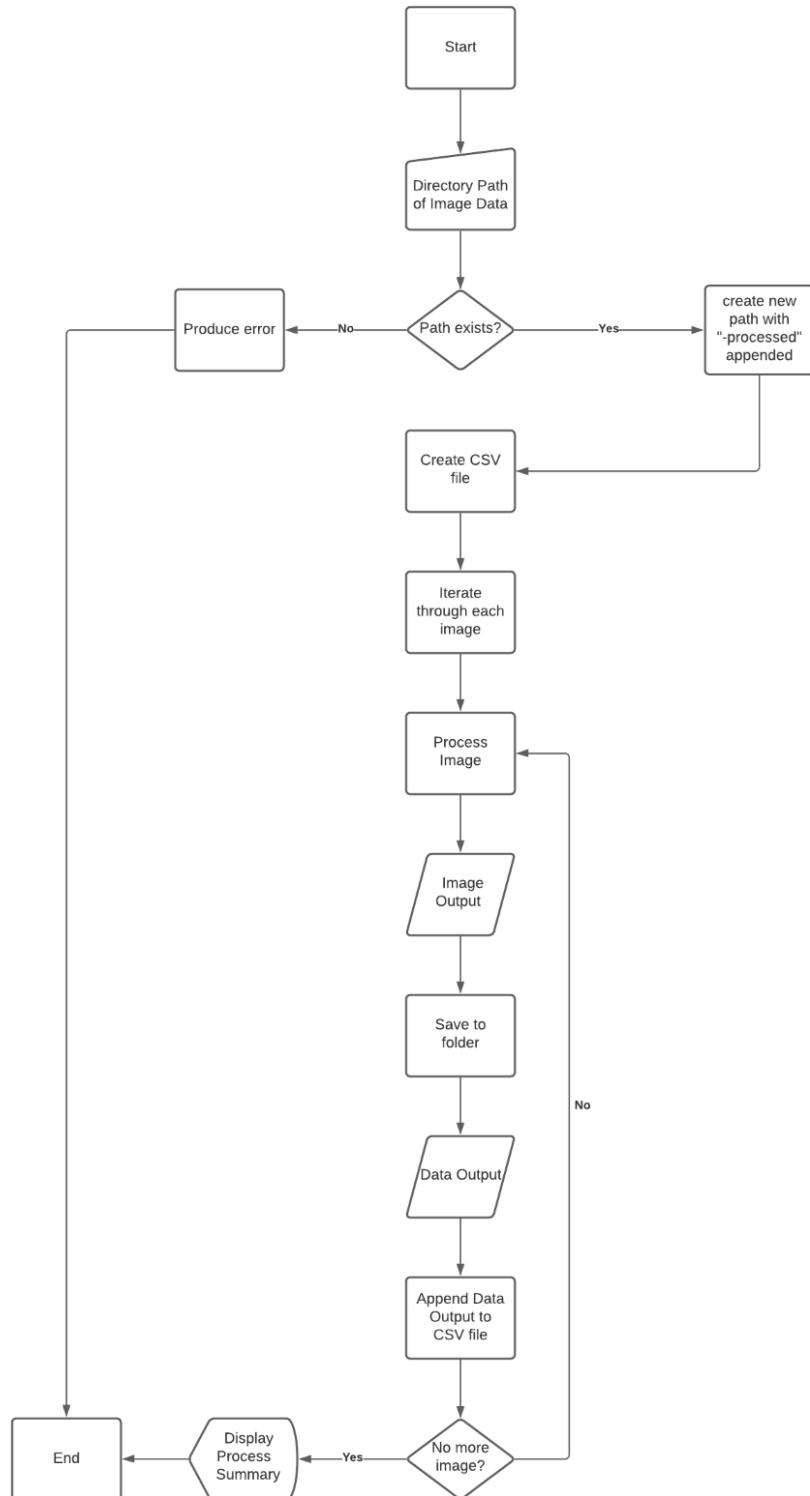 Start
Directory Path
of Image Data
Produce error
No
Path exists?
Yes
create new
path with
"-processed"
appended
Create CSV
file
Iterate
through each
image
Process
Image
Image
Output
Save to
folder
No
Data Output
Append Data
Output to
CSV file
End
Display
Process
Summary
Yes
No more
image?